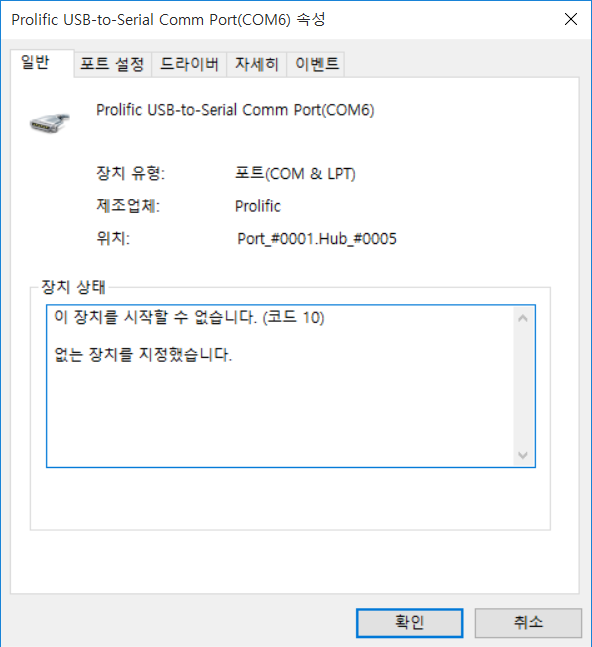 Prolific USB-to-Serial Comm Port(COM6) 속성
일반 포트 설정 드라이버 자세히 이벤트
Prolific USB-to-Serial Comm Port(COM6)
장치 유형: 포트(COM & LPT)
제조업체: Prolific
위치: Port_#0001.Hub_#0005
장치 상태
이 장치를 시작할 수 없습니다. (코드 10)
없는 장치를 지정했습니다.
확인 취소